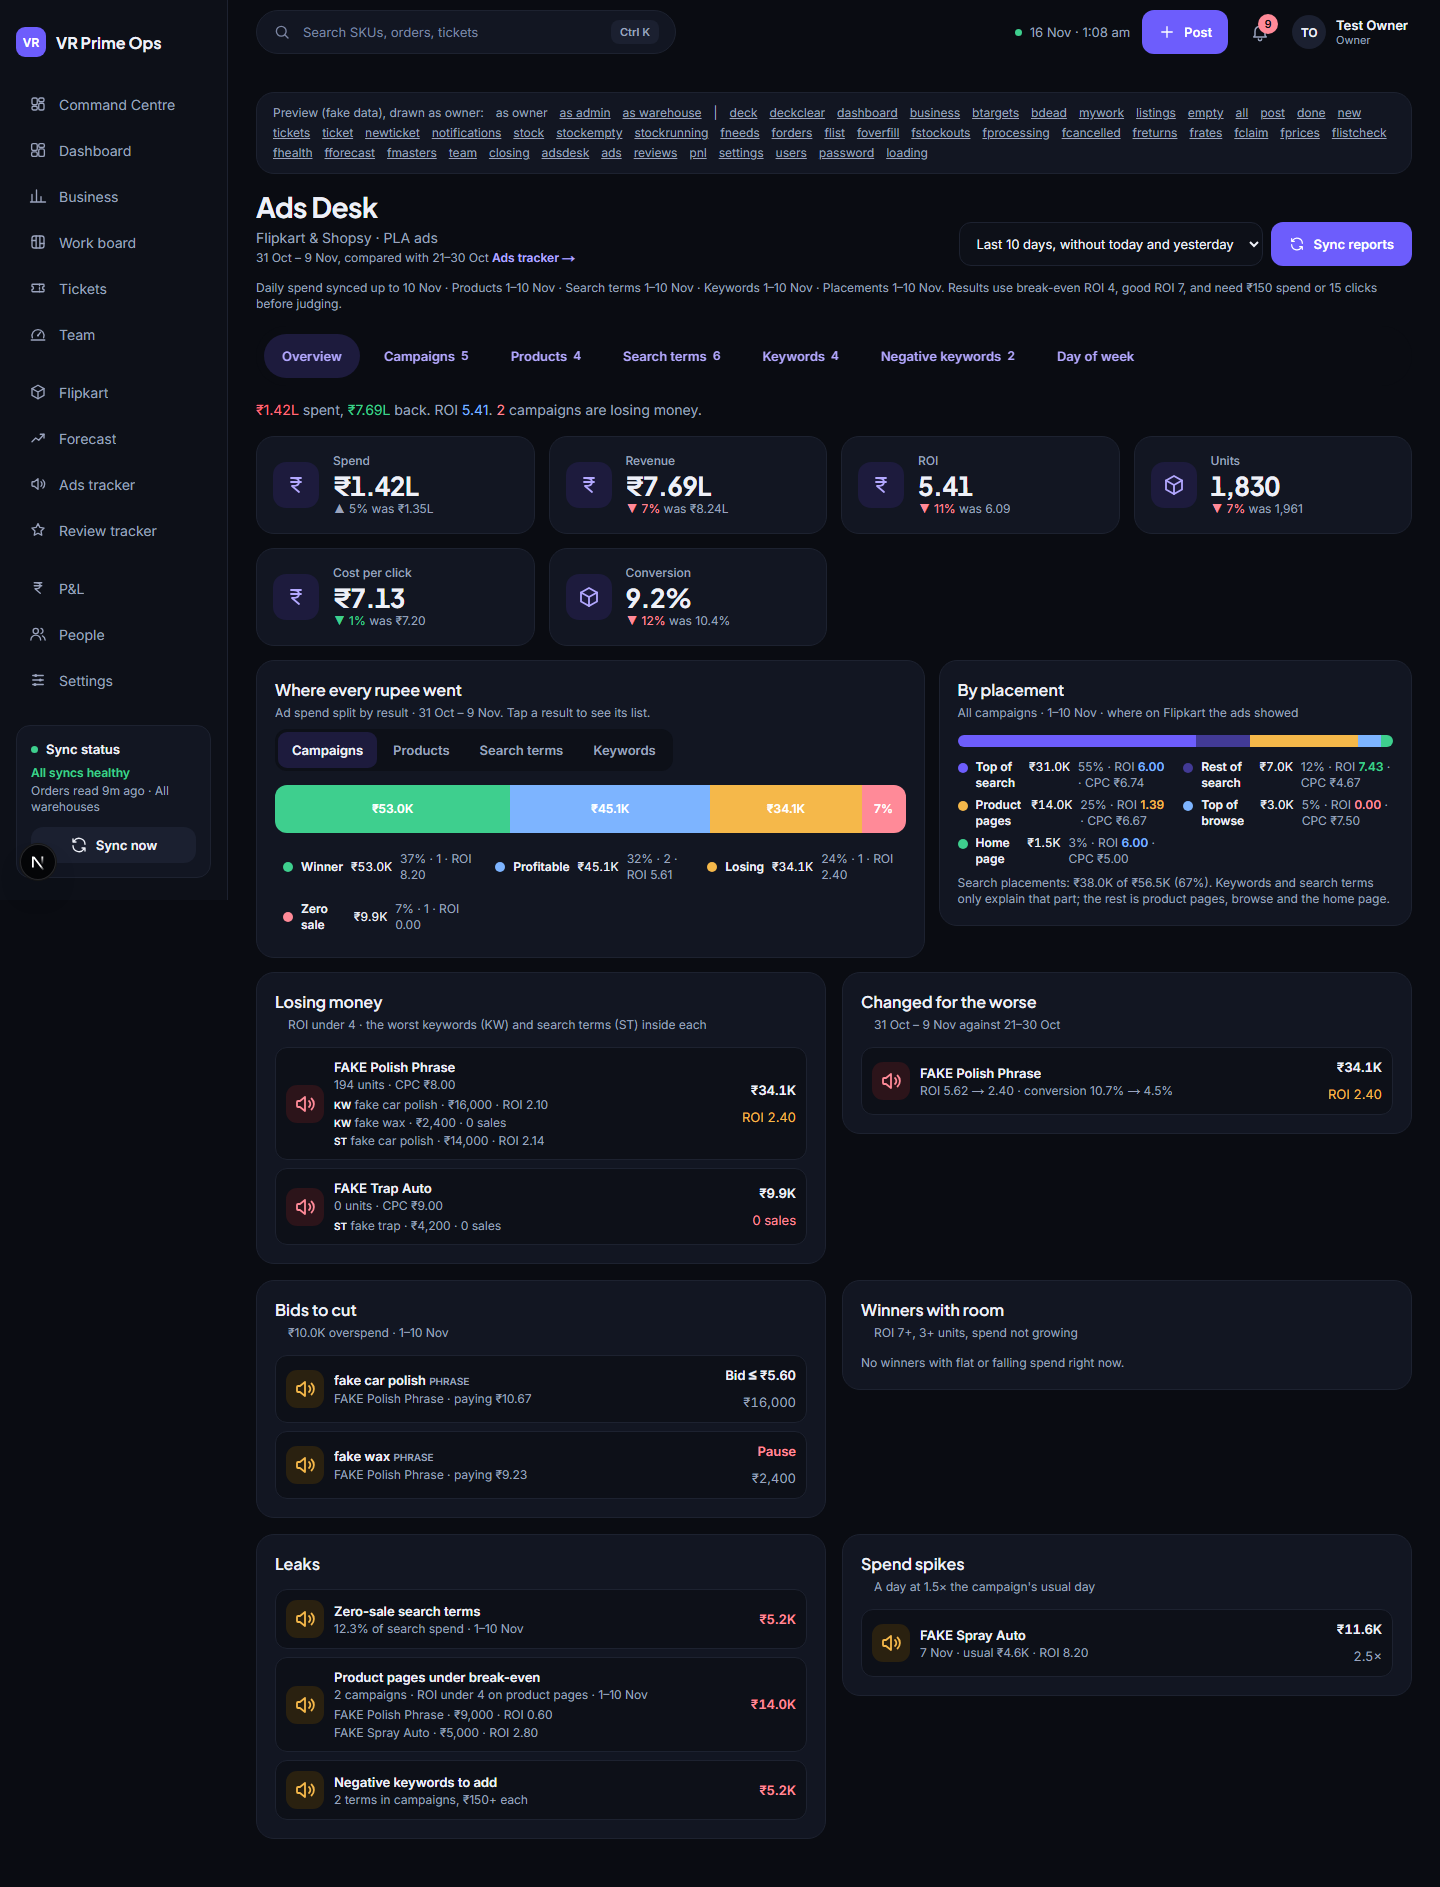 VR
VR Prime Ops
Search SKUs, orders, tickets
Ctrl K
16 Nov · 1:08 am
Post
9
TO
Test Owner
Owner
Command Centre
Dashboard
Business
Work board
Tickets
Team
Flipkart
Forecast
Ads tracker
Review tracker
P&L
People
Settings
Sync status
All syncs healthy
Orders read 9m ago · All
warehouses
Sync now
N
Preview (fake data), drawn as owner: as owner as admin as warehouse | deck deckclear dashboard business btargets bdead mywork listings empty all post done new
tickets ticket newticket notifications stock stockempty stockrunning fneeds forders flist foverfill fstockouts fprocessing fcancelled freturns frates fclaim fprices flistcheck
fhealth fforecast fmasters team closing adsdesk ads reviews pnl settings users password loading
Ads Desk
Flipkart & Shopsy · PLA ads
31 Oct – 9 Nov, compared with 21–30 Oct Ads tracker →
Last 10 days, without today and yesterday
Sync reports
Daily spend synced up to 10 Nov · Products 1–10 Nov · Search terms 1–10 Nov · Keywords 1–10 Nov · Placements 1–10 Nov. Results use break-even ROI 4, good ROI 7, and need ₹150 spend or 15 clicks
before judging.
Overview
Campaigns 5
Products 4
Search terms 6
Keywords 4
Negative keywords 2
Day of week
₹1.42L spent, ₹7.69L back. ROI 5.41. 2 campaigns are losing money.
Spend
₹1.42L
▲ 5% was ₹1.35L
Revenue
₹7.69L
▼ 7% was ₹8.24L
ROI
5.41
▼ 11% was 6.09
Units
1,830
▼ 7% was 1,961
Cost per click
₹7.13
▼ 1% was ₹7.20
Conversion
9.2%
▼ 12% was 10.4%
Where every rupee went
Ad spend split by result · 31 Oct – 9 Nov. Tap a result to see its list.
Campaigns
Products
Search terms
Keywords
₹53.0K
₹45.1K
₹34.1K
7%
Winner ₹53.0K 37% · 1 · ROI
8.20
Profitable ₹45.1K 32% · 2 ·
ROI 5.61
Losing ₹34.1K 24% · 1 · ROI
2.40
Zero
sale
₹9.9K
7% · 1 · ROI
0.00
By placement
All campaigns · 1–10 Nov · where on Flipkart the ads showed
Top of
search
₹31.0K
55% · ROI 6.00
· CPC ₹6.74
Rest of
search
₹7.0K
12% · ROI 7.43 ·
CPC ₹4.67
Product
pages
₹14.0K
25% · ROI 1.39
· CPC ₹6.67
Top of
browse
₹3.0K
5% · ROI 0.00 ·
CPC ₹7.50
Home
page
₹1.5K
3% · ROI 6.00 ·
CPC ₹5.00
Search placements: ₹38.0K of ₹56.5K (67%). Keywords and search terms
only explain that part; the rest is product pages, browse and the home page.
Losing money
ROI under 4 · the worst keywords (KW) and search terms (ST) inside each
FAKE Polish Phrase
194 units · CPC ₹8.00
KW fake car polish · ₹16,000 · ROI 2.10
KW fake wax · ₹2,400 · 0 sales
ST fake car polish · ₹14,000 · ROI 2.14
₹34.1K
ROI 2.40
FAKE Trap Auto
0 units · CPC ₹9.00
ST fake trap · ₹4,200 · 0 sales
₹9.9K
0 sales
Changed for the worse
31 Oct – 9 Nov against 21–30 Oct
FAKE Polish Phrase
ROI 5.62 → 2.40 · conversion 10.7% → 4.5%
₹34.1K
ROI 2.40
Bids to cut
₹10.0K overspend · 1–10 Nov
fake car polish PHRASE
FAKE Polish Phrase · paying ₹10.67
Bid ≤ ₹5.60
₹16,000
fake wax PHRASE
FAKE Polish Phrase · paying ₹9.23
Pause
₹2,400
Winners with room
ROI 7+, 3+ units, spend not growing
No winners with flat or falling spend right now.
Leaks
Zero-sale search terms
12.3% of search spend · 1–10 Nov
₹5.2K
Product pages under break-even
2 campaigns · ROI under 4 on product pages · 1–10 Nov
FAKE Polish Phrase · ₹9,000 · ROI 0.60
FAKE Spray Auto · ₹5,000 · ROI 2.80
₹14.0K
Negative keywords to add
2 terms in campaigns, ₹150+ each
₹5.2K
Spend spikes
A day at 1.5× the campaign's usual day
FAKE Spray Auto
7 Nov · usual ₹4.6K · ROI 8.20
₹11.6K
2.5×